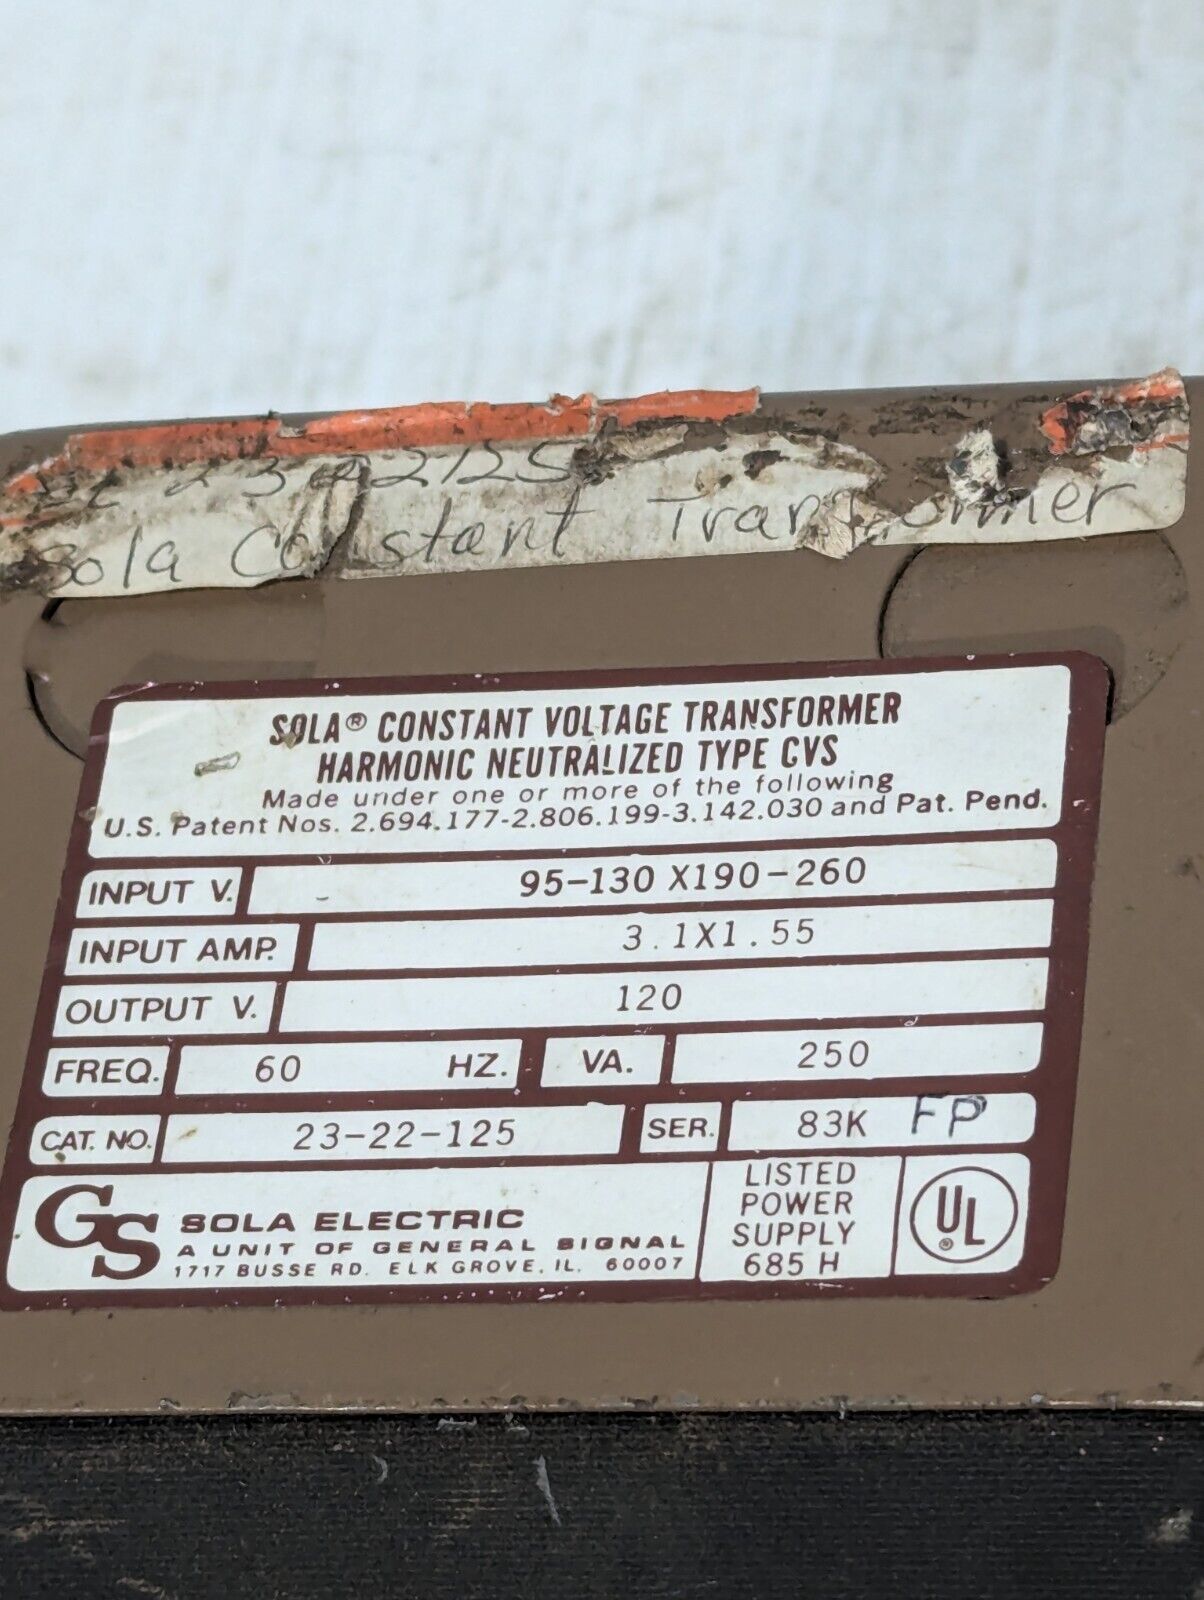 2322125
Sola Constant Transformer
SOLA® CONSTANT VOLTAGE TRANSFORMER
HARMONIC NEUTRALIZED TYPE CVS
Made under one or more of the following
U.S. Patent Nos. 2.694.177-2.806.199-3.142.030 and Pat. Pend.
INPUT V. 95-130 X190-260
INPUT AMP. 3.1X1.55
OUTPUT V. 120
FREQ. 60 HZ. VA. 250
CAT. NO. 23-22-125 SER. 83K FP
GS SOLA ELECTRIC
A UNIT OF GENERAL SIGNAL
1717 BUSSE RD. ELK GROVE, IL. 60007
LISTED
POWER
SUPPLY
685 H
UL®